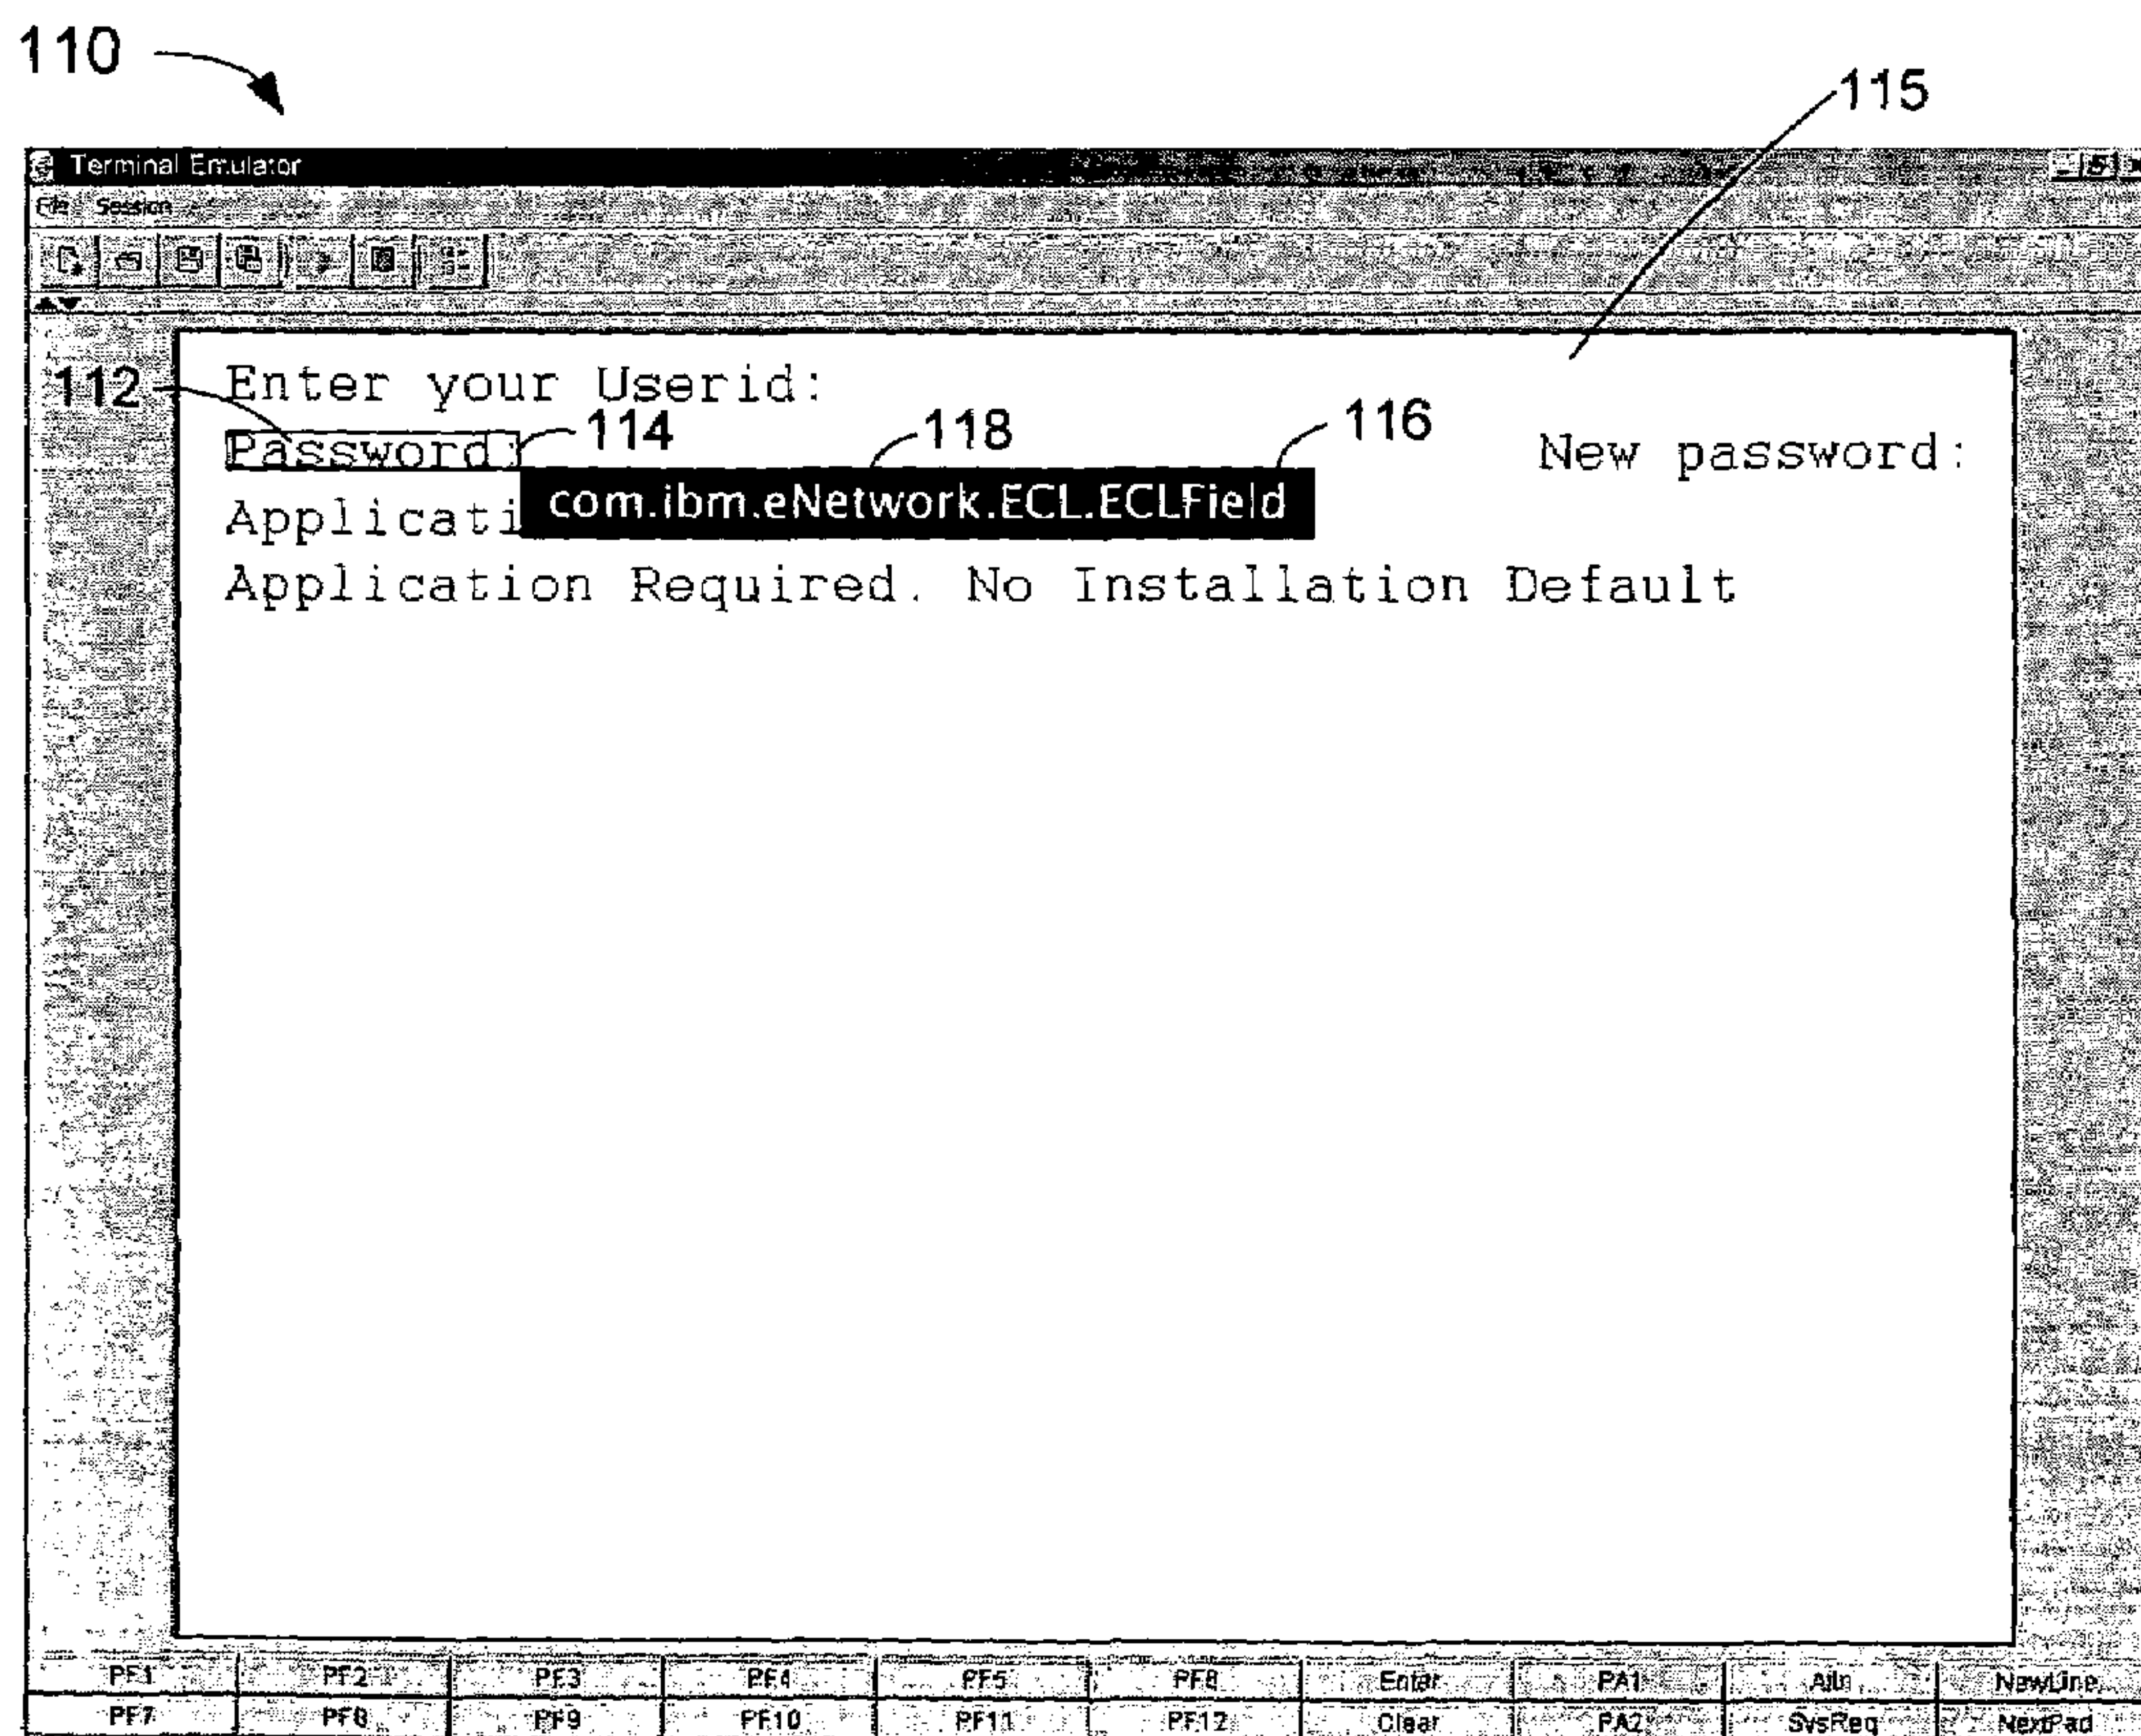 110
115
Terminal Emulator
File Session
112
Enter your Userid:
114 118 116
Password: New password:
com.ibm.eNetwork.ECL.ECLField
Applicati
Application Required. No Installation Default
PF1 PF2 PF3 PF4 PF5 Enter PA1 Attn NewLine
PF7 PF8 PF9 PF10 PF11 PF12 Clear PA2 SysReq NextPad